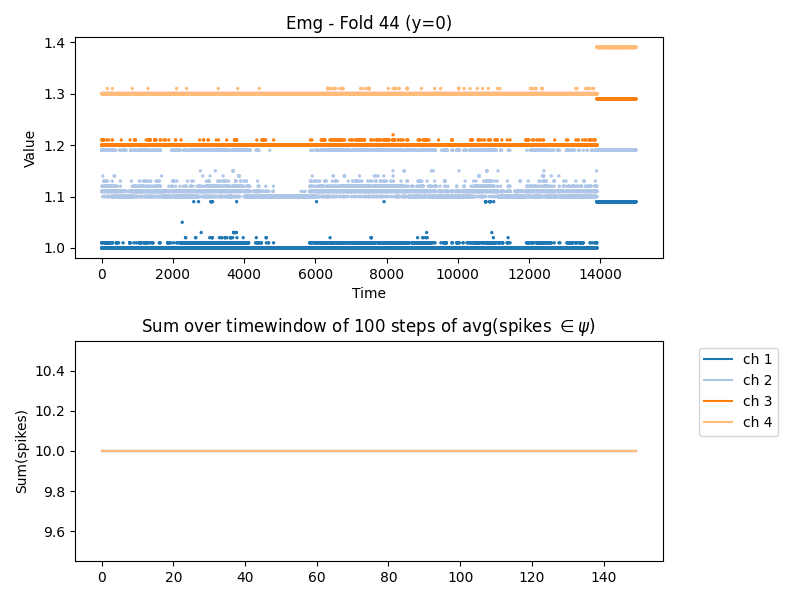 Emg - Fold 44 (y=0)
1.4
1.3
1.2
1.1
1.0
Value
0 2000 4000 6000 8000 10000 12000 14000
Time
Sum over timewindow of 100 steps of avg(spikes ∈ ψ)
10.4
10.2
10.0
9.8
9.6
Sum(spikes)
0 20 40 60 80 100 120 140
ch 1
ch 2
ch 3
ch 4